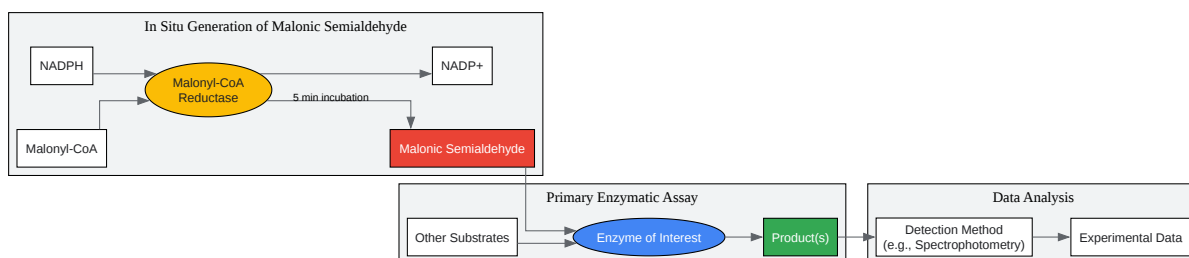 In Situ Generation of Malonic Semialdehyde
NADPH
Malonyl-CoA
Reductase
NADP+
5 min incubation
Malonyl-CoA
Malonic Semialdehyde
Primary Enzymatic Assay
Other Substrates
Enzyme of Interest
Product(s)
Data Analysis
Detection Method
(e.g., Spectrophotometry)
Experimental Data